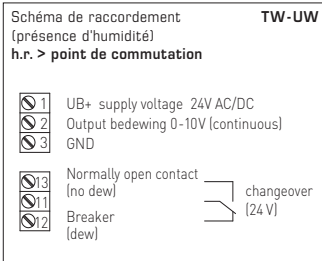 Schéma de raccordement TW-UW
(présence d'humidité)
h.r. > point de commutation
1 UB+ supply voltage 24V AC/DC
2 Output bedewing 0-10V (continuous)
3 GND
13 Normally open contact
(no dew)
11
12 Breaker
(dew)
changeover
(24 V)